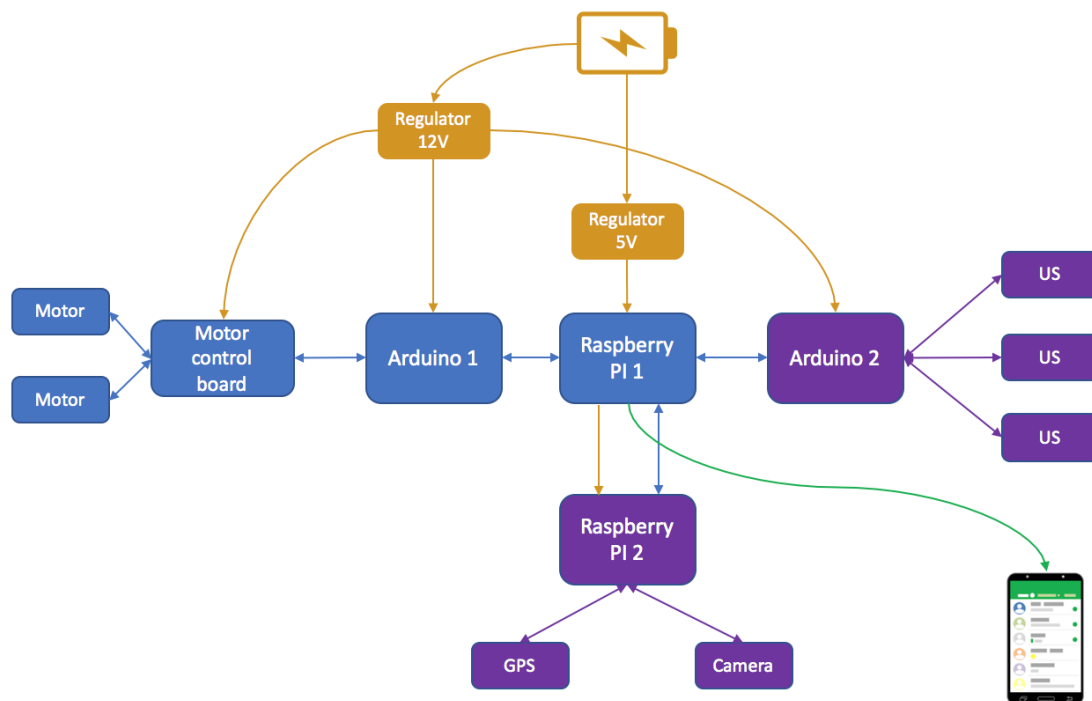 Regulator
12V
Regulator
5V
US
Motor
Motor
control
board
Arduino 1
Raspberry
PI 1
Arduino 2
US
Motor
US
Raspberry
PI 2
GPS
Camera